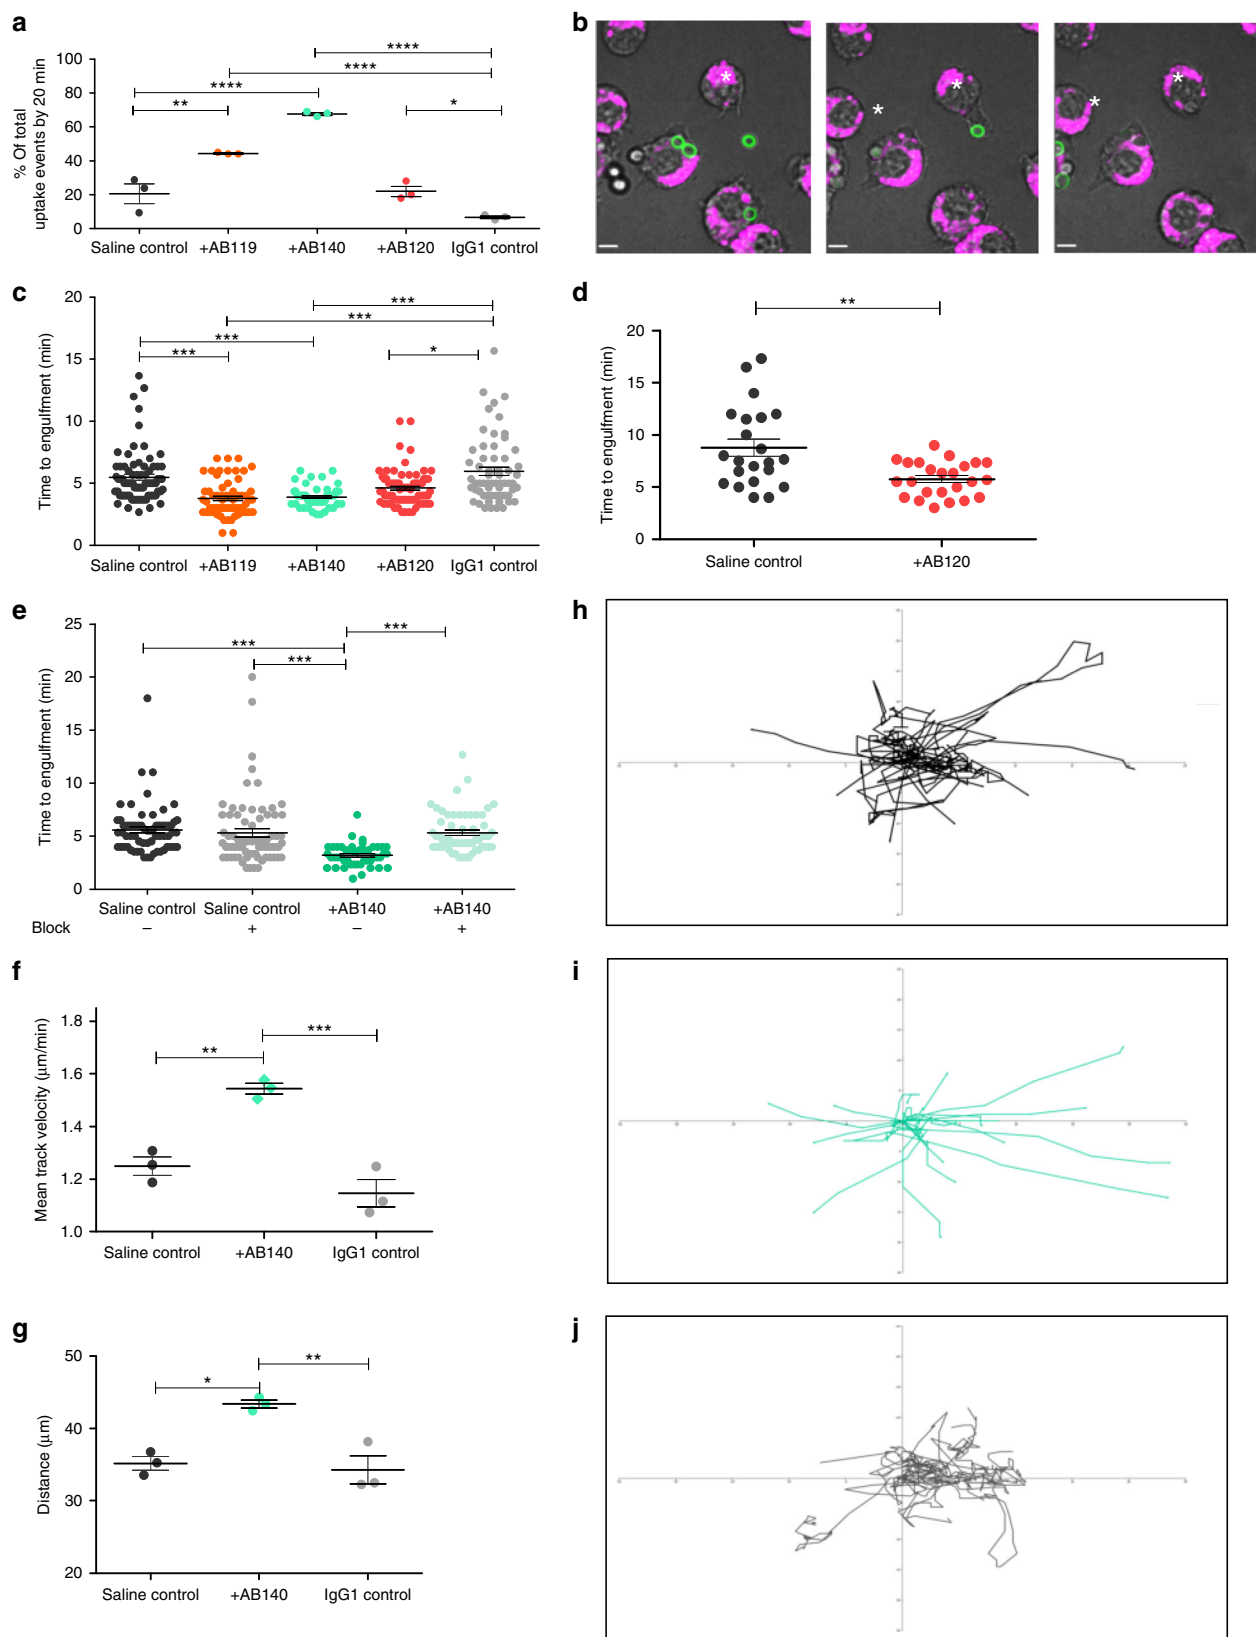 a
% Of total
uptake events by 20 min
100
80
60
40
20
0
**
****
****
****
*
Saline control +AB119 +AB140 +AB120 IgG1 control
b
*
* *
* *
c
Time to engulfment (min)
20
15
10
5
0
***
***
***
***
*
Saline control +AB119 +AB140 +AB120 IgG1 control
d
Time to engulfment (min)
20
15
10
5
0
**
Saline control +AB120
e
Time to engulfment (min)
25
20
15
10
5
0
***
***
***
Saline control Saline control +AB140 +AB140
Block – + – +
f
Mean track velocity (µm/min)
1.8
1.6
1.4
1.2
1.0
**
***
Saline control +AB140 IgG1 control
g
Distance (µm)
50
40
30
20
*
**
Saline control +AB140 IgG1 control
h
i
j